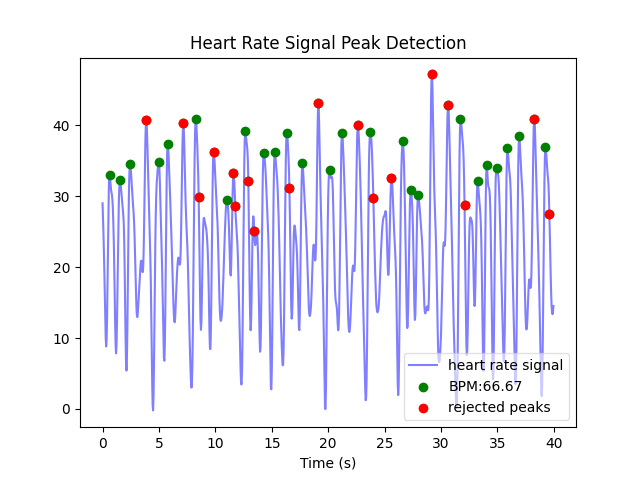 Heart Rate Signal Peak Detection
40
30
20
10
0
heart rate signal
BPM:66.67
rejected peaks
0 5 10 15 20 25 30 35 40
Time (s)